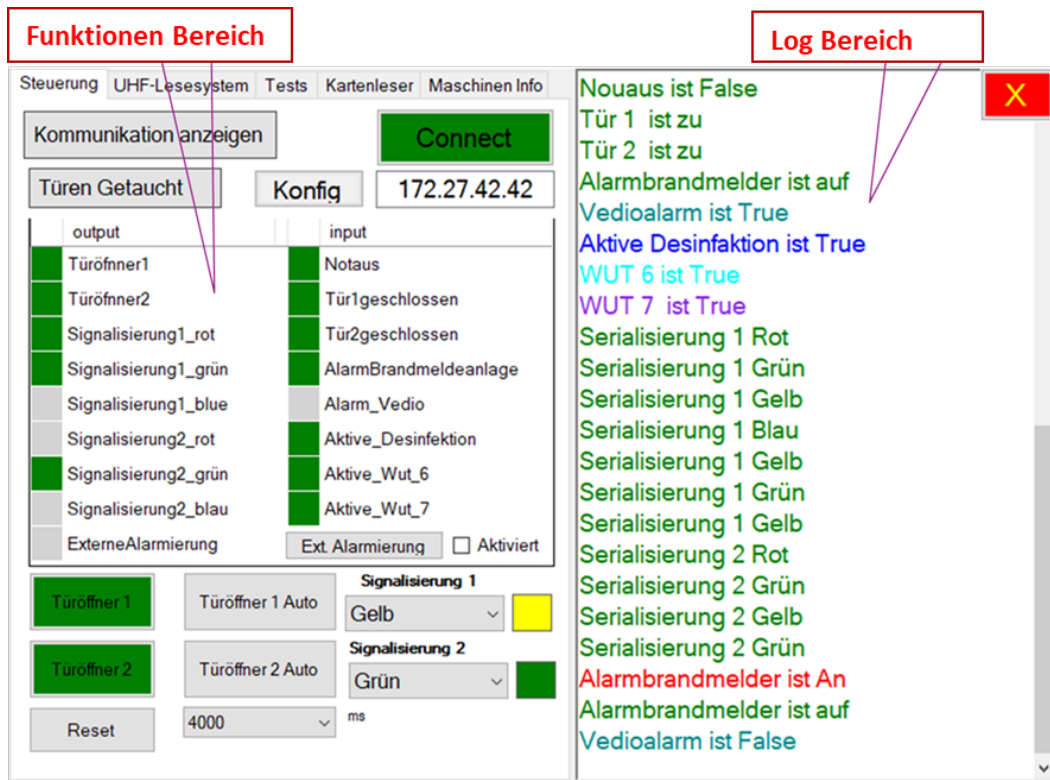 Funktionen Bereich
Log Bereich
Steuerung UHF-Lesesystem Tests Kartenleser Maschinen Info
Kommunikation anzeigen
Connect
Türen Getaucht
Konfig
172.27.42.42
output
input
Türöfnner1
Notaus
Türöfnner2
Tür1geschlossen
Signalisierung1_rot
Tür2geschlossen
Signalisierung1_grün
AlarmBrandmeldeanlage
Signalisierung1_blue
Alarm_Vedio
Signalisierung2_rot
Aktive_Desinfektion
Signalisierung2_grün
Aktive_Wut_6
Signalisierung2_blau
Aktive_Wut_7
ExterneAlarmierung
Ext. Alarmierung
Aktiviert
Türöffner 1
Türöffner 1 Auto
Signalisierung 1
Gelb
Türöffner 2
Türöffner 2 Auto
Signalisierung 2
Grün
Reset
4000
ms
X
Nouaus ist False
Tür 1 ist zu
Tür 2 ist zu
Alarmbrandmelder ist auf
Vedioalarm ist True
Aktive Desinfaktion ist True
WUT 6 ist True
WUT 7 ist True
Serialisierung 1 Rot
Serialisierung 1 Grün
Serialisierung 1 Gelb
Serialisierung 1 Blau
Serialisierung 1 Gelb
Serialisierung 1 Grün
Serialisierung 1 Gelb
Serialisierung 2 Rot
Serialisierung 2 Grün
Serialisierung 2 Gelb
Serialisierung 2 Grün
Alarmbrandmelder ist An
Alarmbrandmelder ist auf
Vedioalarm ist False